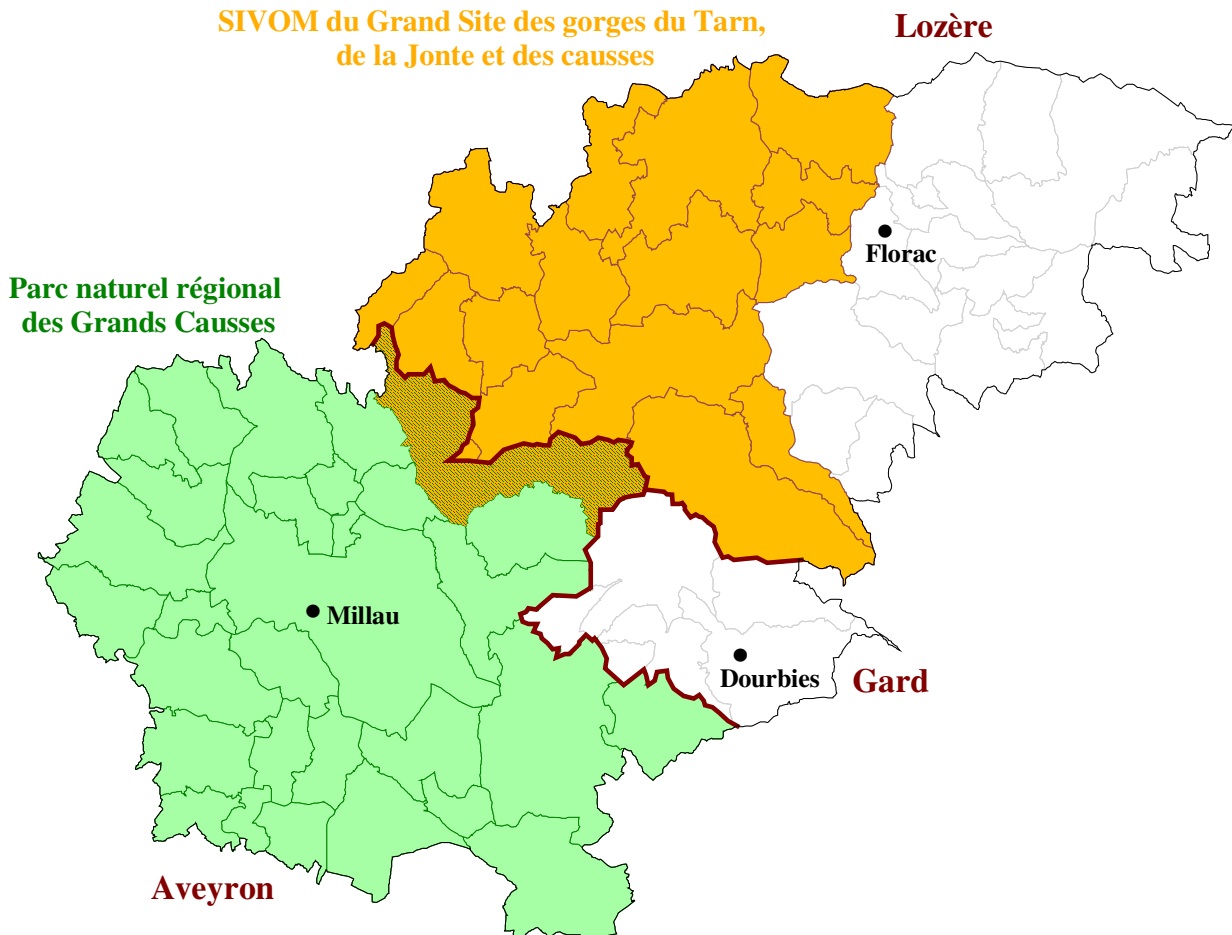 SIVOM du Grand Site des gorges du Tarn,
de la Jonte et des causses
Lozère
Florac
Parc naturel régional
des Grands Causses
Millau
Dourbies
Gard
Aveyron